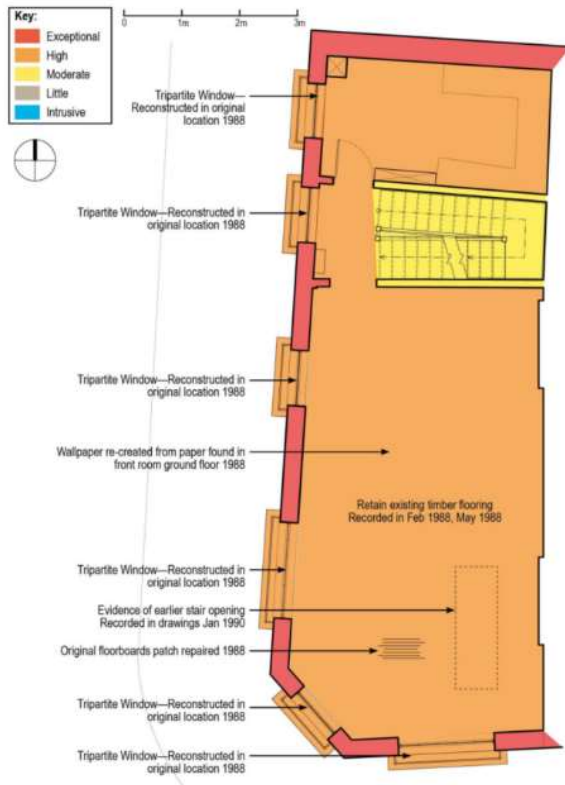 Key:
Exceptional
High
Moderate
Little
Intrusive
0 1m 2m 3m
Tripartite Window—
Reconstructed in original
location 1988
Tripartite Window—Reconstructed in
original location 1988
Tripartite Window—Reconstructed in
original location 1988
Wallpaper re-created from paper found in
front room ground floor 1988
Retain existing timber flooring
Recorded in Feb 1988, May 1988
Tripartite Window—Reconstructed in
original location 1988
Evidence of earlier stair opening
Recorded in drawings Jan 1990
Original floorboards patch repaired 1988
Tripartite Window—Reconstructed in
original location 1988
Tripartite Window—Reconstructed in
original location 1988